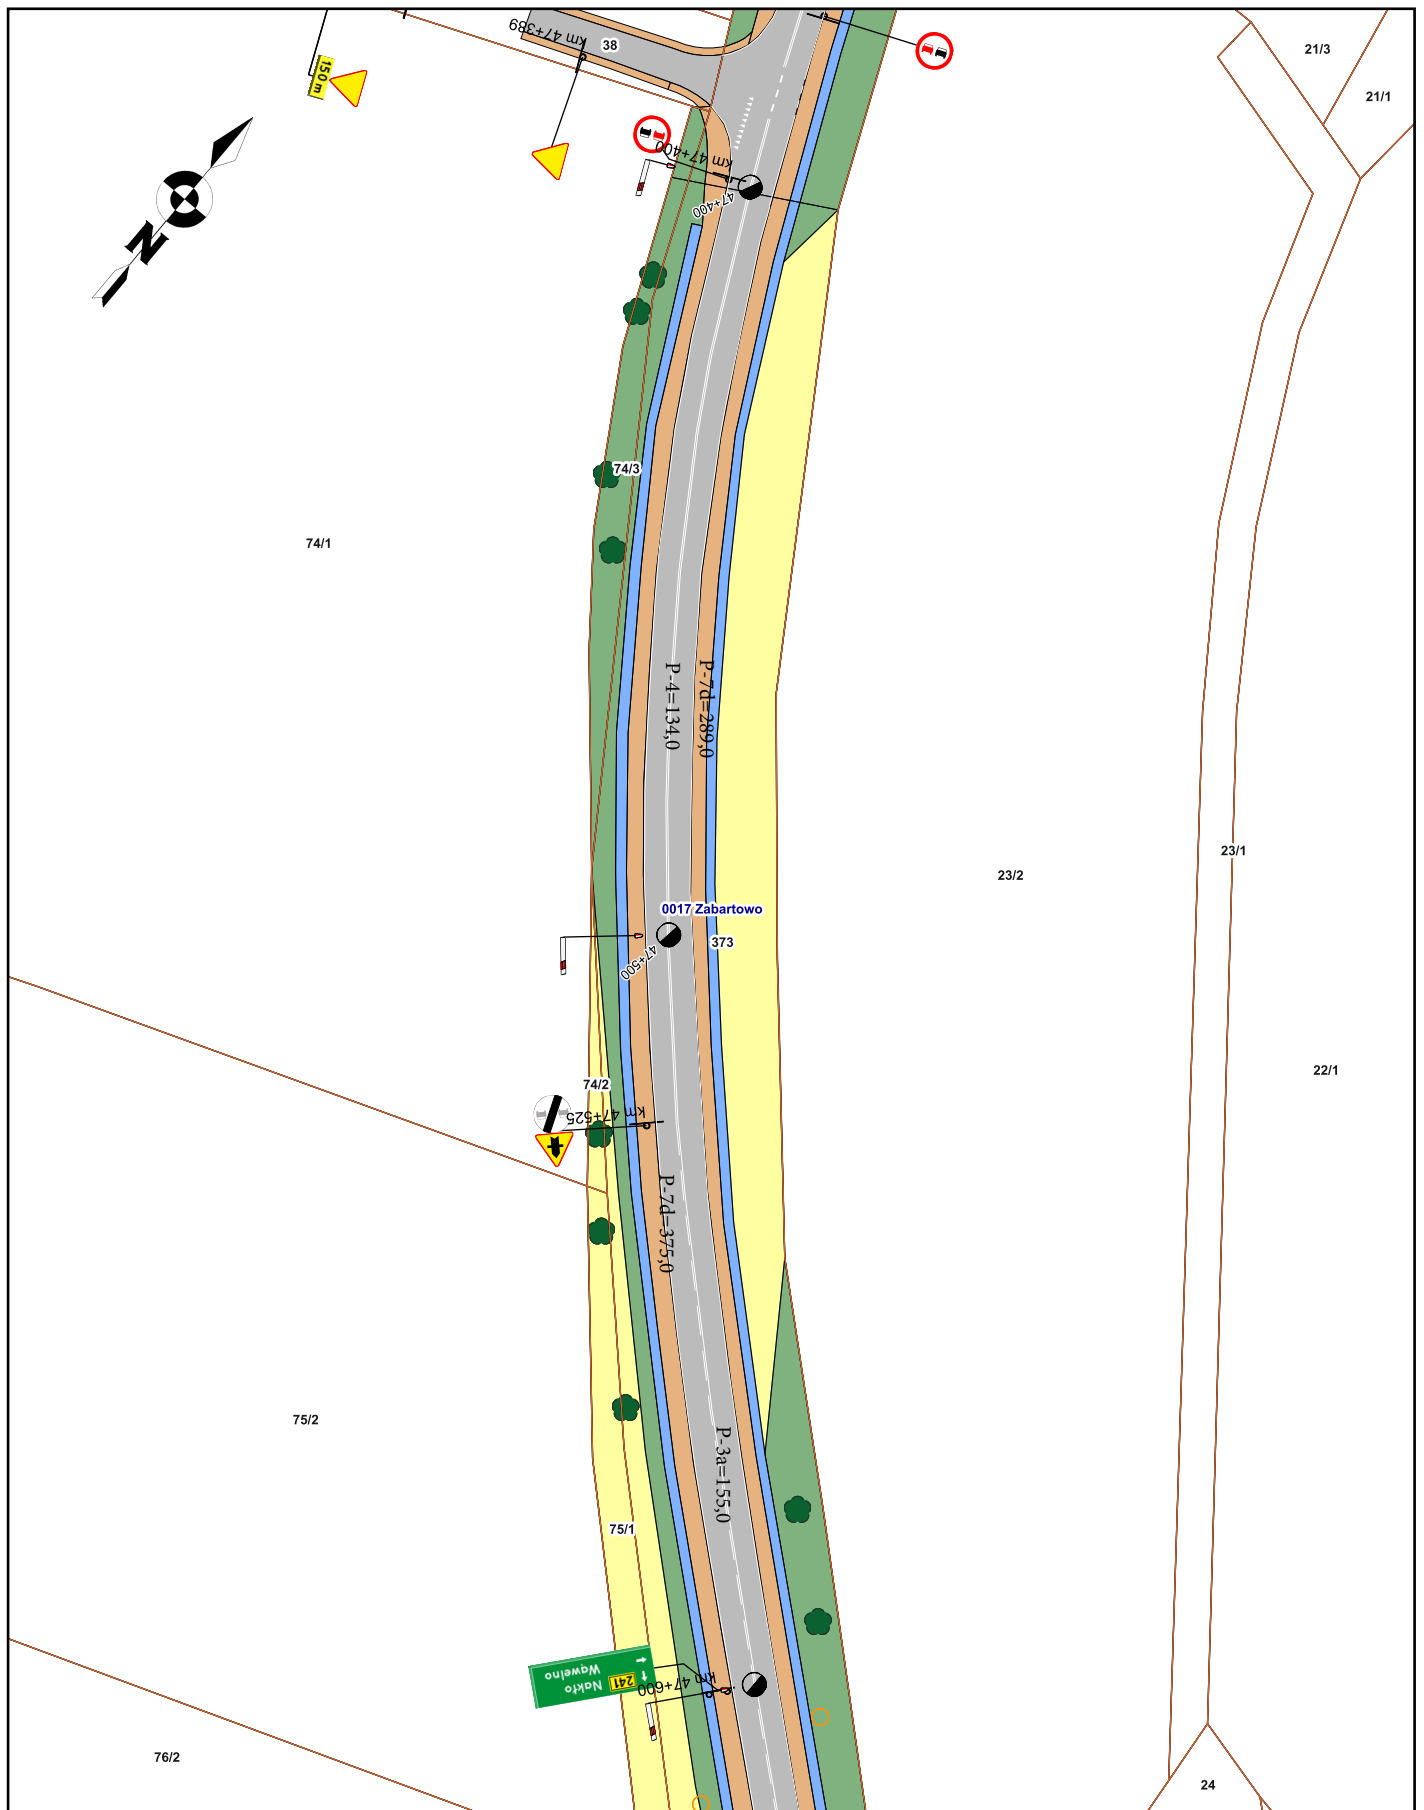 km 47+389
38
150 m
21/3
21/1
km 47+400
47+400
N
74/3
74/1
P-4=134,0
P-7d=289,0
23/1
23/2
0017 Zabartowo
373
47+500
22/1
74/2
km 47+525
P-7d=375,0
75/2
P-3a=155,0
75/1
Wąwelno
Nakło 241
km 47+600
76/2
24